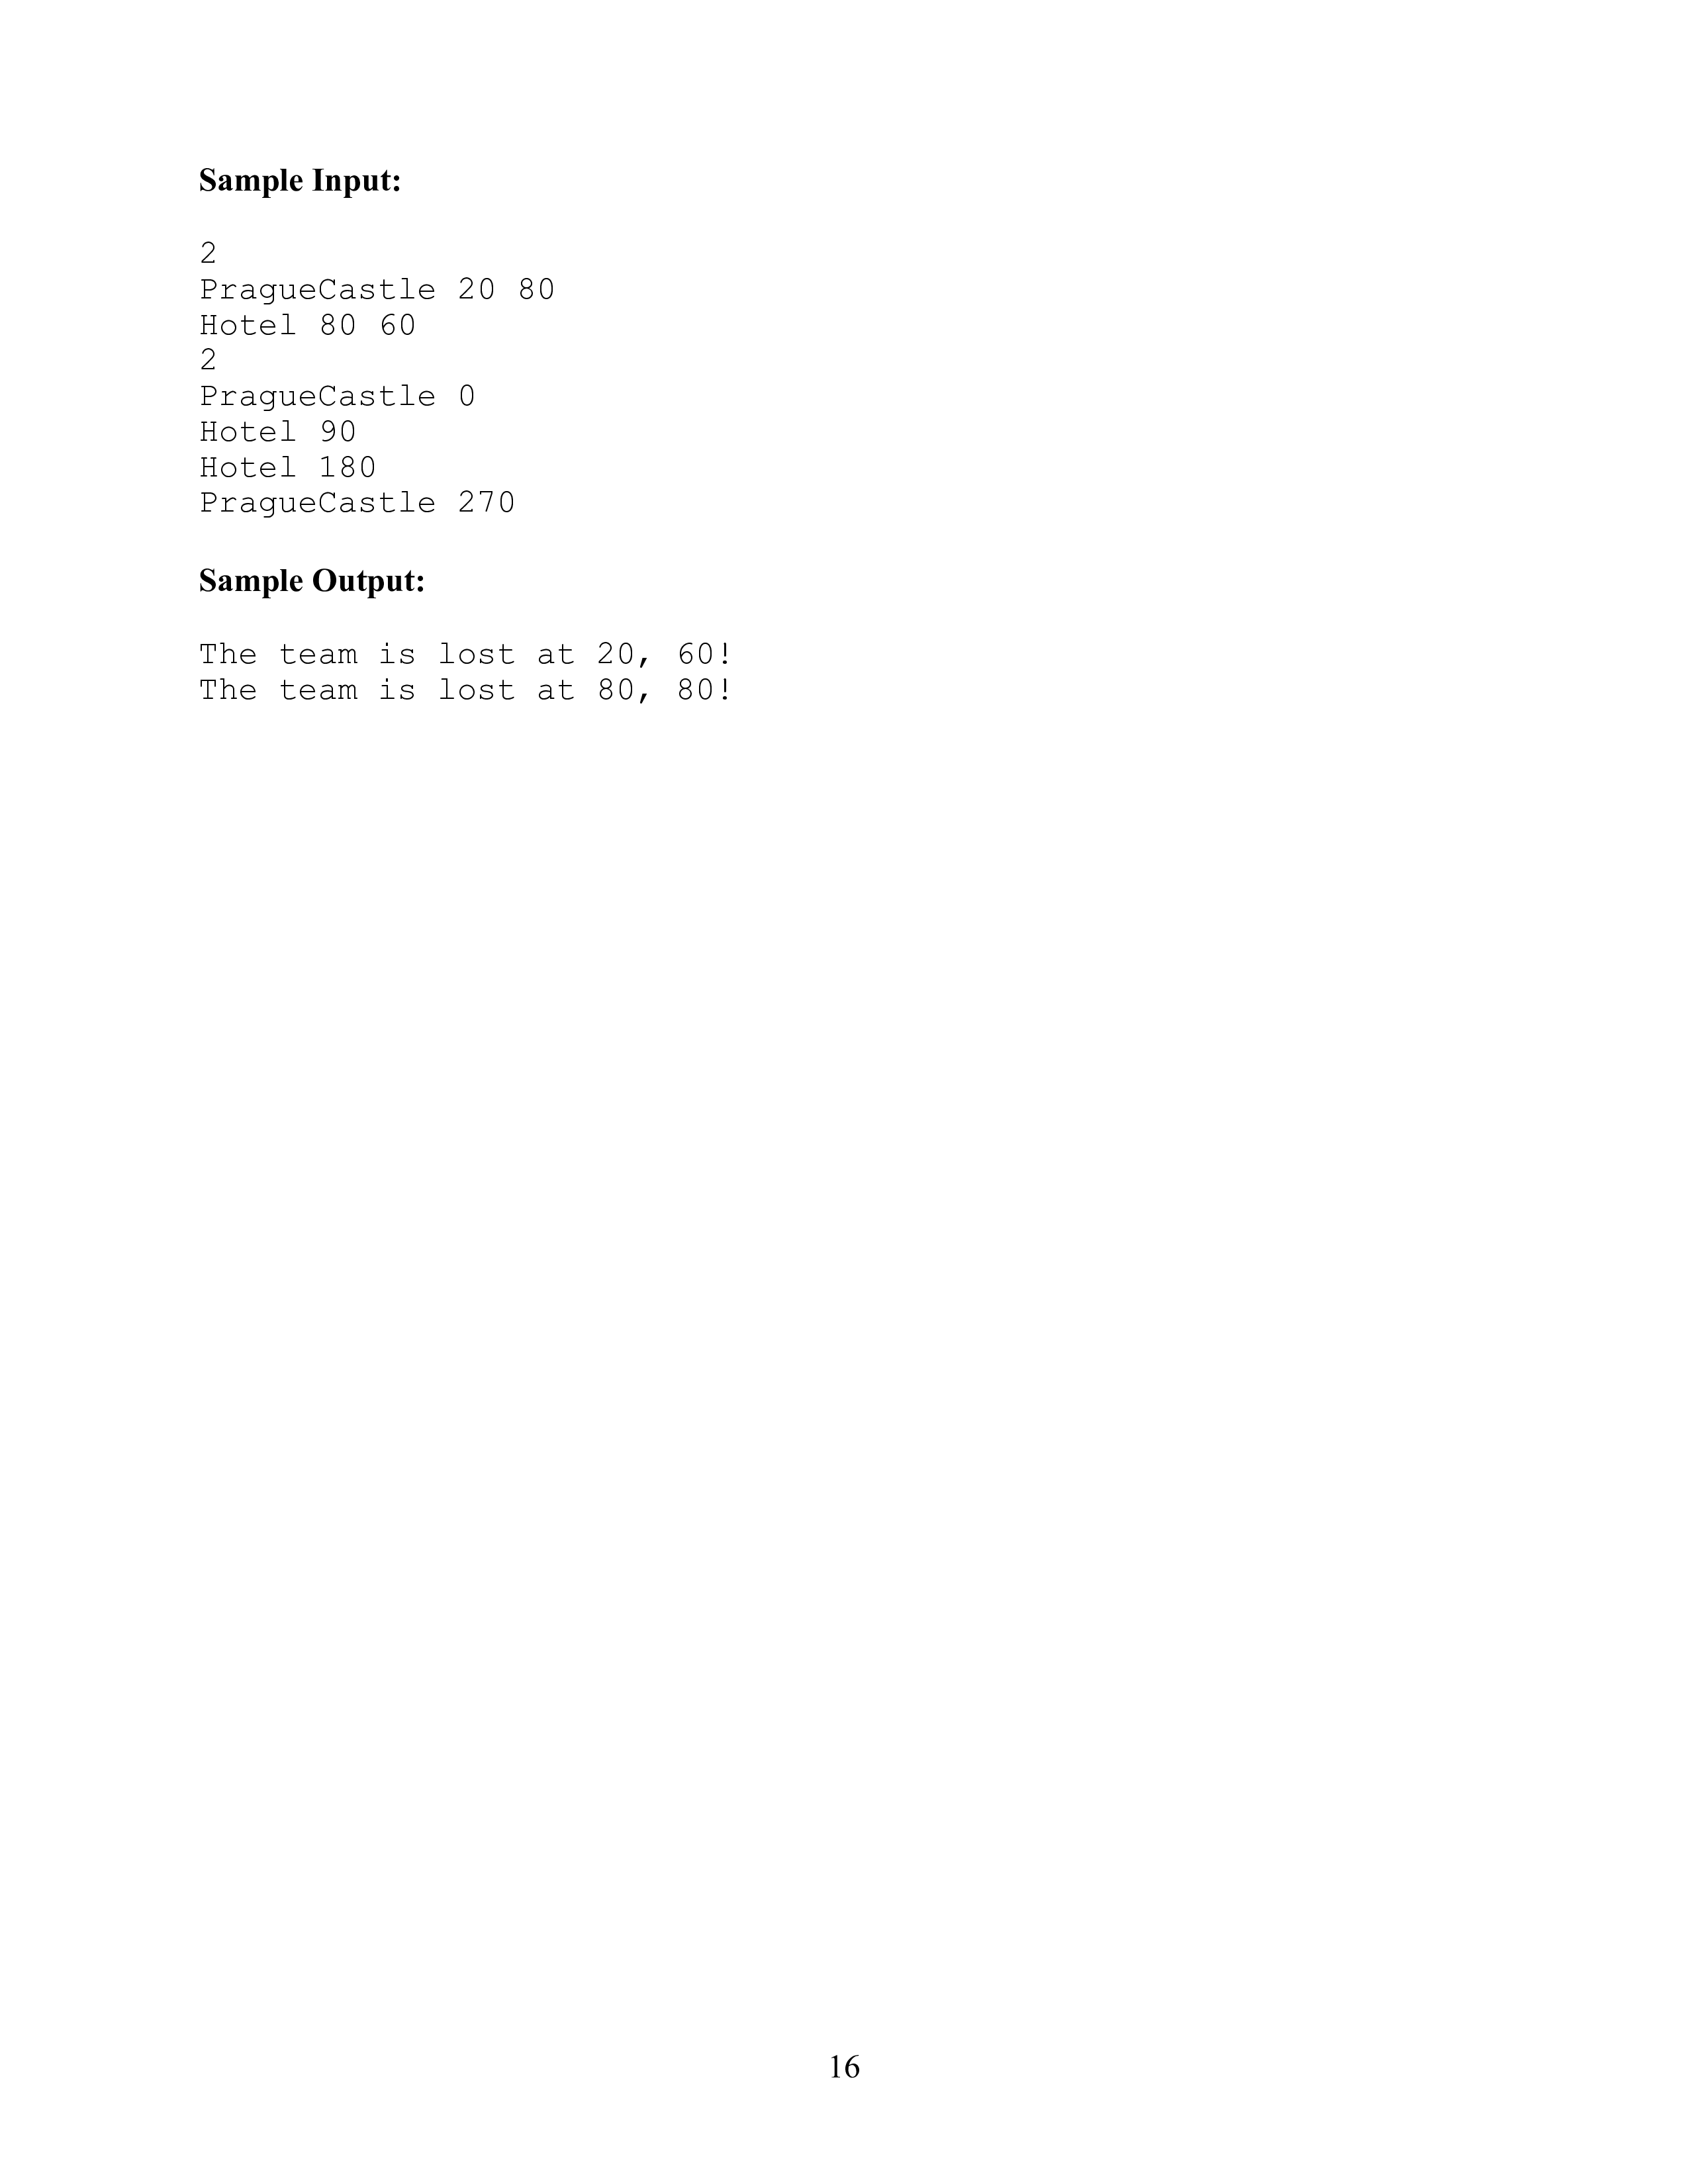 Sample Input:
2
PragueCastle 20 80
Hotel 80 60
2
PragueCastle 0
Hotel 90
Hotel 180
PragueCastle 270
Sample Output:
The team is lost at 20, 60!
The team is lost at 80, 80!
16